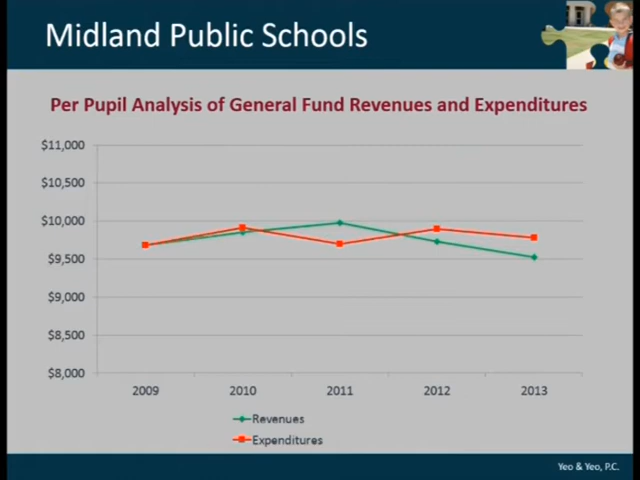 Midland Public Schools
Per Pupil Analysis of General Fund Revenues and Expenditures
$11,000
$10,500
$10,000
$9,500
$9,000
$8,500
$8,000
2009 2010 2011 2012 2013
Revenues
Expenditures
Yeo & Yeo, P.C.